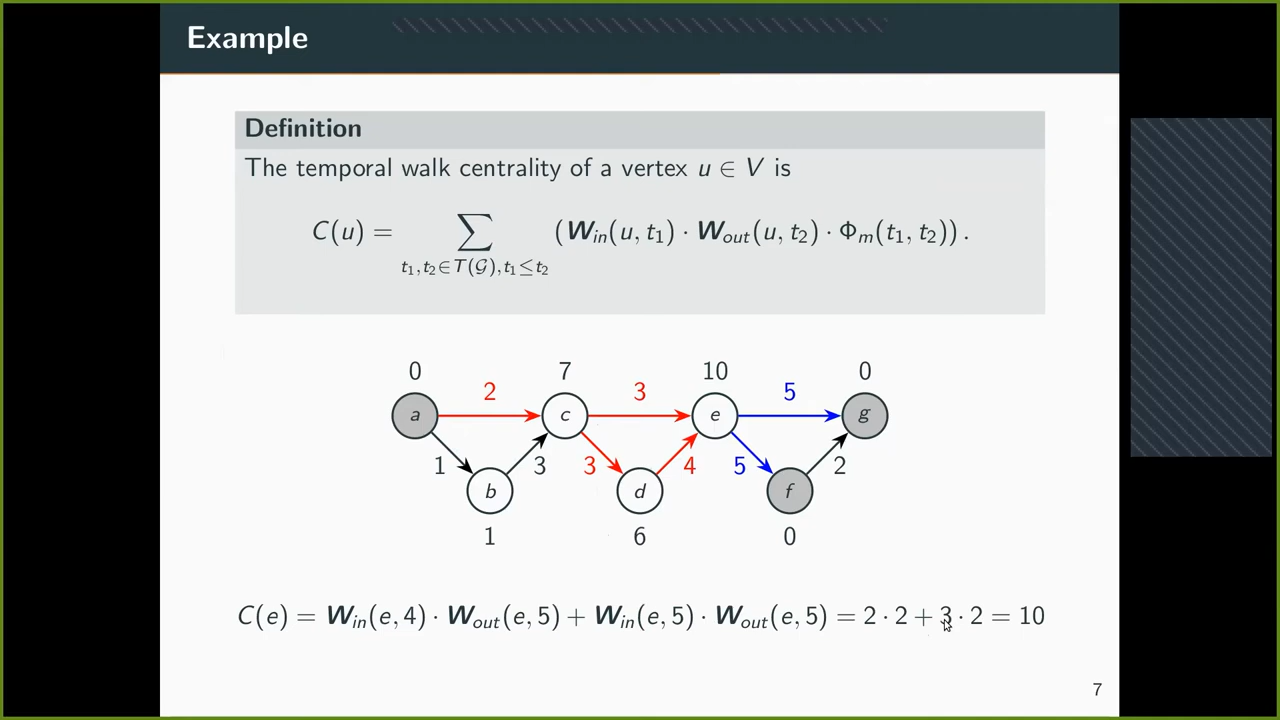 Example
Definition
The temporal walk centrality of a vertex u ∈ V is
C(u) = ∑ (W_in(u, t₁) · W_out(u, t₂) · Φ_m(t₁, t₂)) .
t₁,t₂∈T(𝒢),t₁≤t₂
0 7 10 0
2 3 5
a c e g
1 3 3 4 5 2
b d f
1 6 0
C(e) = W_in(e, 4) · W_out(e, 5) + W_in(e, 5) · W_out(e, 5) = 2 · 2 + 3 · 2 = 10
7